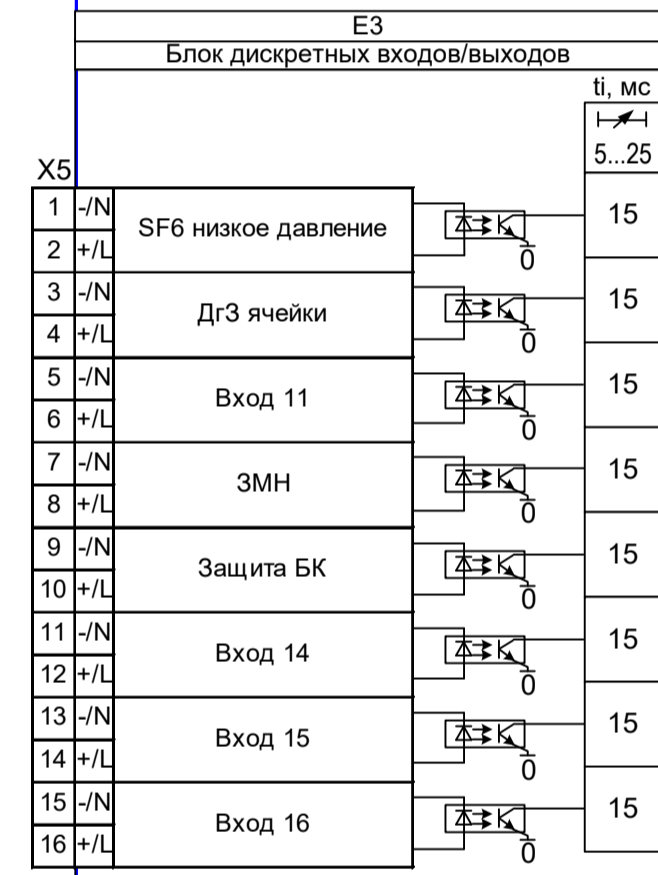 E3
Блок дискретных входов/выходов
ti, мс
5...25
X5
1 -/N SF6 низкое давление 0 15
2 +/L
3 -/N ДгЗ ячейки 0 15
4 +/L
5 -/N Вход 11 0 15
6 +/L
7 -/N ЗМН 0 15
8 +/L
9 -/N Защита БК 0 15
10 +/L
11 -/N Вход 14 0 15
12 +/L
13 -/N Вход 15 0 15
14 +/L
15 -/N Вход 16 0 15
16 +/L